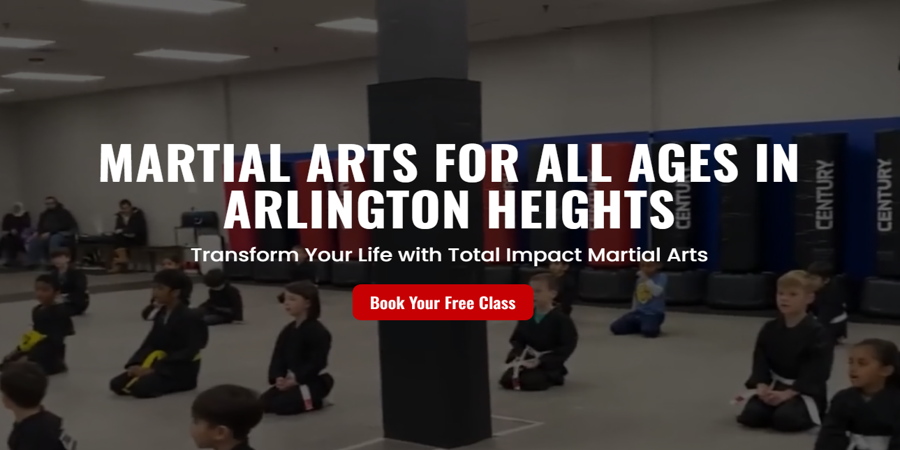 MARTIAL ARTS FOR ALL AGES IN
ARLINGTON HEIGHTS
Transform Your Life with Total Impact Martial Arts
Book Your Free Class
CENTURY
CENTURY
CENTURY